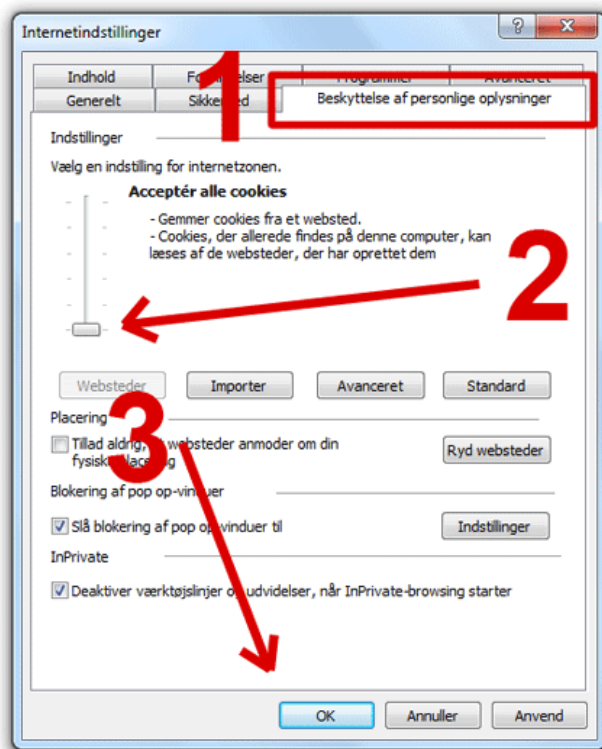 Internetindstillinger
Indhold
Programmer
Avanceret
Generelt
Beskyttelse af personlige oplysninger
1
Indstillinger
Vælg en indstilling for internetzonen.
Acceptér alle cookies
- Gemmer cookies fra et websted.
- Cookies, der allerede findes på denne computer, kan
læses af de websteder, der har oprettet dem
2
Websteder
Importer
Avanceret
Standard
3
Placering
Tillad aldrig, websteder anmoder om din
Ryd websteder
Blokering af pop op-vinduer
Slå blokering af pop op-vinduer til
Indstillinger
InPrivate
Deaktiver værktøjslinjer og udvidelser, når InPrivate-browsing starter
OK
Annuller
Anvend